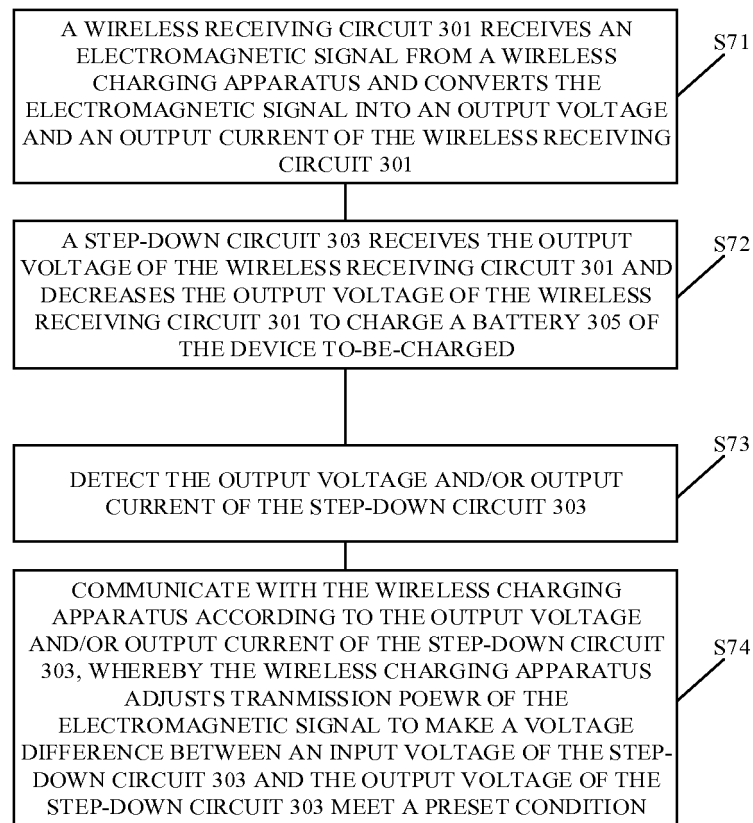 A WIRELESS RECEIVING CIRCUIT 301 RECEIVES AN
ELECTROMAGNETIC SIGNAL FROM A WIRELESS
CHARGING APPARATUS AND CONVERTS THE
ELECTROMAGNETIC SIGNAL INTO AN OUTPUT VOLTAGE
AND AN OUTPUT CURRENT OF THE WIRELESS RECEIVING
CIRCUIT 301
S71
A STEP-DOWN CIRCUIT 303 RECEIVES THE OUTPUT
VOLTAGE OF THE WIRELESS RECEIVING CIRCUIT 301 AND
DECREASES THE OUTPUT VOLTAGE OF THE WIRELESS
RECEIVING CIRCUIT 301 TO CHARGE A BATTERY 305 OF
THE DEVICE TO-BE-CHARGED
S72
DETECT THE OUTPUT VOLTAGE AND/OR OUTPUT
CURRENT OF THE STEP-DOWN CIRCUIT 303
S73
COMMUNICATE WITH THE WIRELESS CHARGING
APPARATUS ACCORDING TO THE OUTPUT VOLTAGE
AND/OR OUTPUT CURRENT OF THE STEP-DOWN CIRCUIT
303, WHEREBY THE WIRELESS CHARGING APPARATUS
ADJUSTS TRANMISSION POEWR OF THE
ELECTROMAGNETIC SIGNAL TO MAKE A VOLTAGE
DIFFERENCE BETWEEN AN INPUT VOLTAGE OF THE STEP-
DOWN CIRCUIT 303 AND THE OUTPUT VOLTAGE OF THE
STEP-DOWN CIRCUIT 303 MEET A PRESET CONDITION
S74